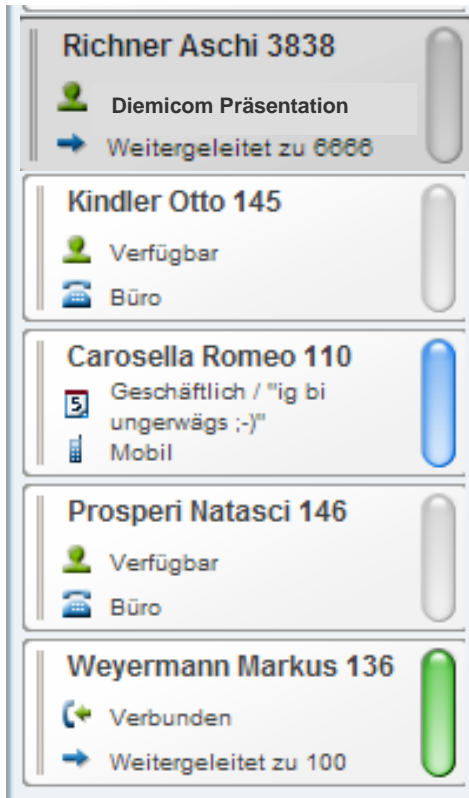 Richner Aschi 3838
Diemicom Präsentation
Weitergeleitet zu 6666
Kindler Otto 145
Verfügbar
Büro
Carosella Romeo 110
5
Geschäftlich / "ig bi
ungerwägs ;-)"
Mobil
Prosperi Natasci 146
Verfügbar
Büro
Weyermann Markus 136
Verbunden
Weitergeleitet zu 100